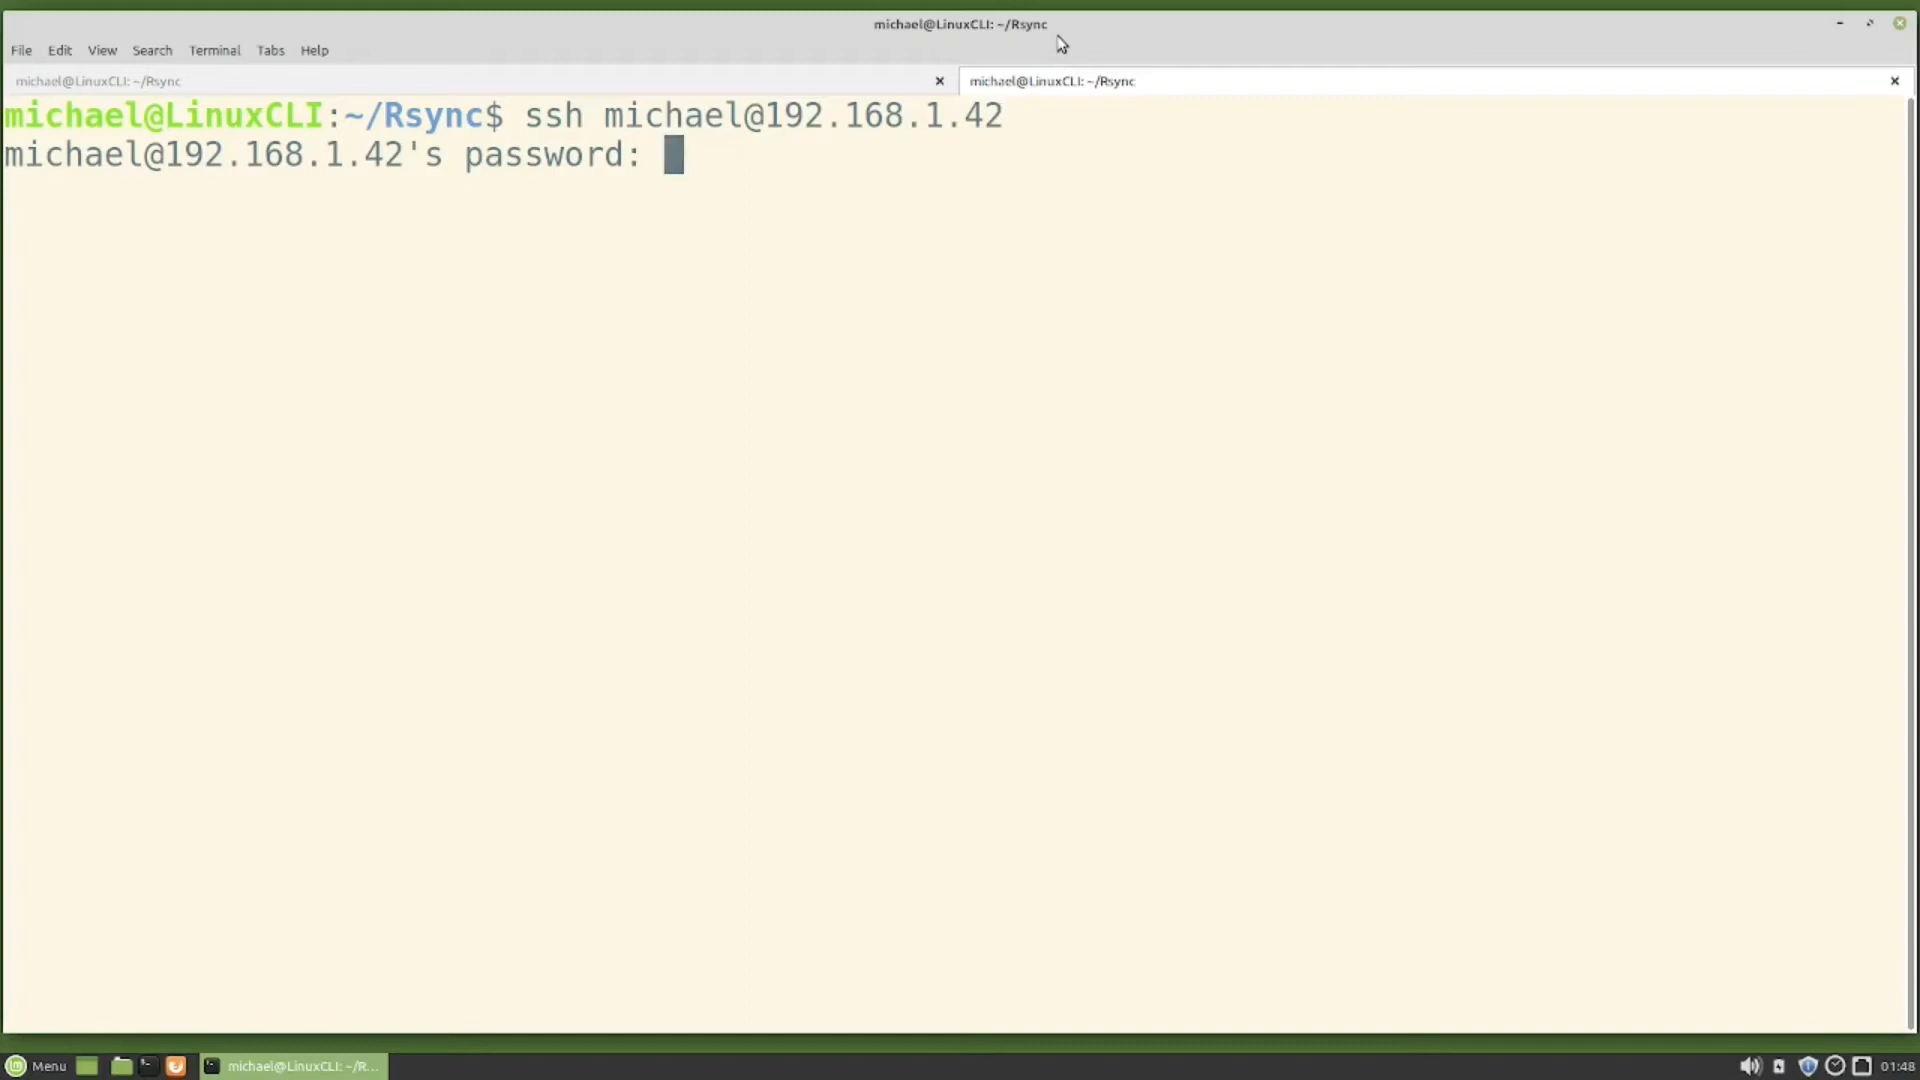 michael@LinuxCLI: ~/Rsync
File Edit View Search Terminal Tabs Help
michael@LinuxCLI: ~/Rsync × michael@LinuxCLI: ~/Rsync ×
michael@LinuxCLI:~/Rsync$ ssh michael@192.168.1.42
michael@192.168.1.42's password:
Menu michael@LinuxCLI: ~/R... 01:48